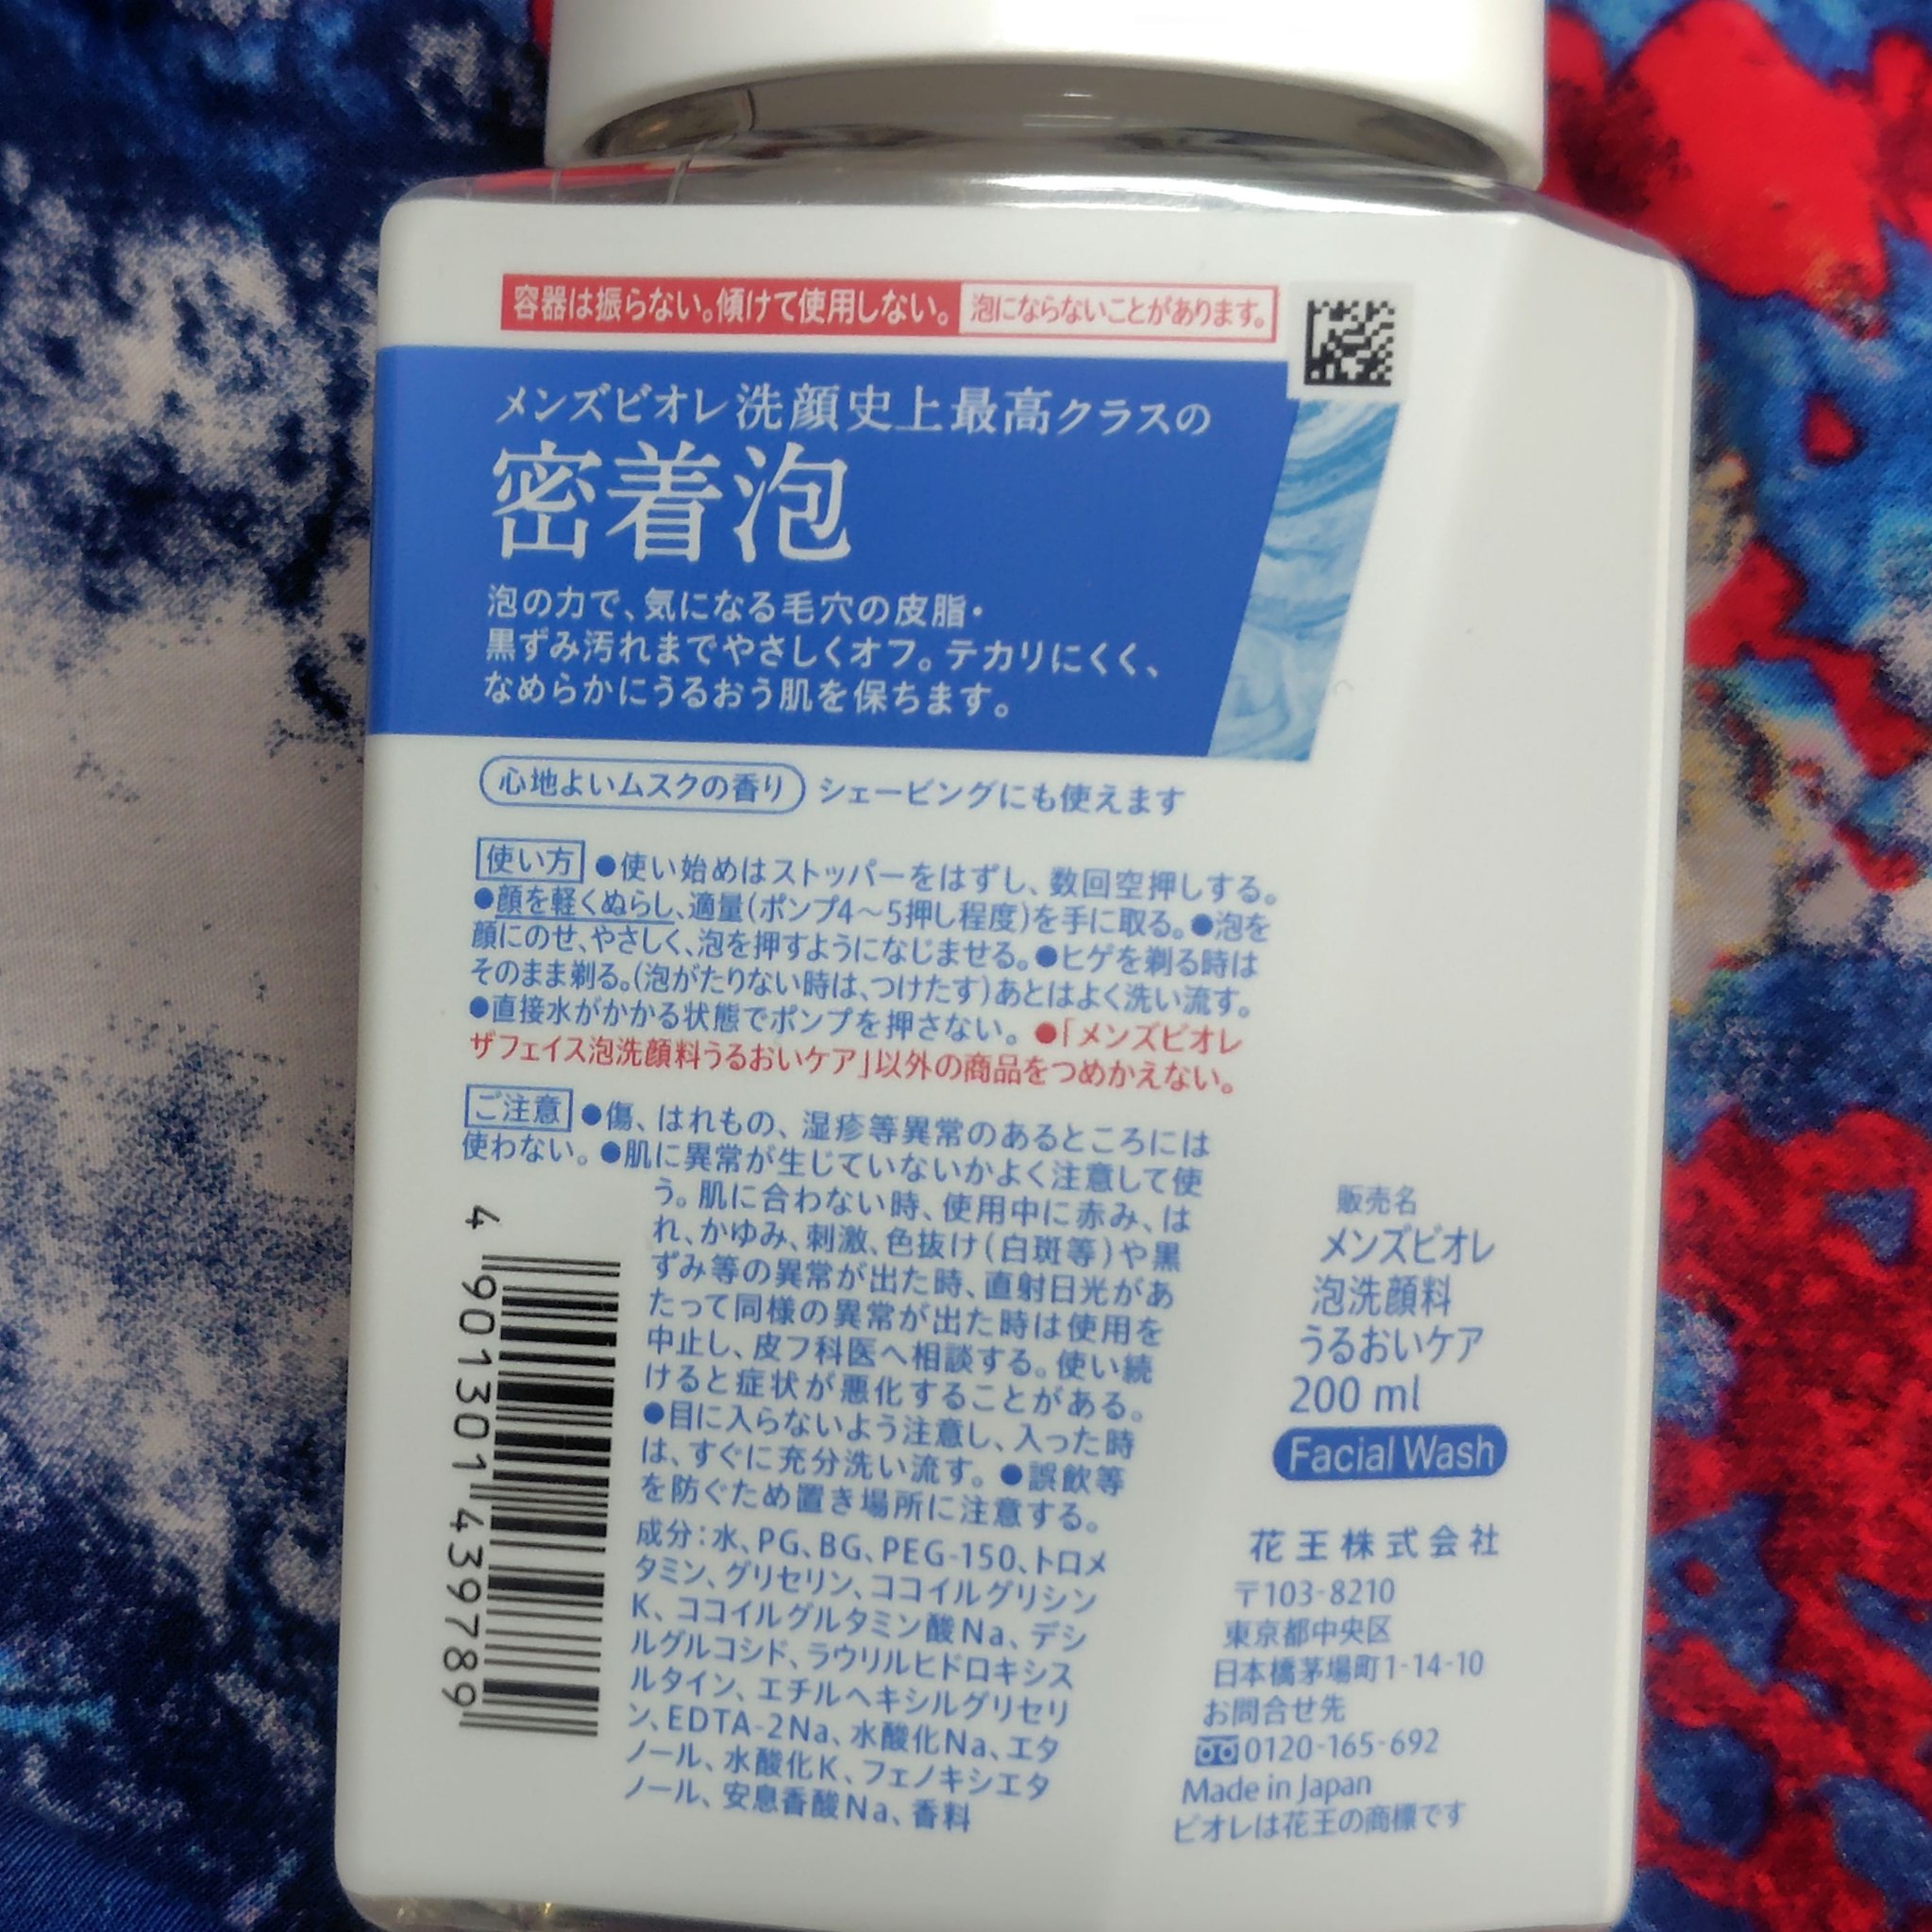 容器は振らない。傾けて使用しない。泡にならないことがあります。
メンズビオレ洗顔史上最高クラスの
密着泡
泡の力で、気になる毛穴の皮脂・
黒ずみ汚れまでやさしくオフ。テカリにくく、
なめらかにうるおう肌を保ちます。
心地よいムスクの香り シェービングにも使えます
使い方 ●使い始めはストッパーをはずし、数回空押しする。
●顔を軽くぬらし、適量(ポンプ4～5押し程度)を手に取る。●泡を
顔にのせ、やさしく、泡を押すようになじませる。●ヒゲを剃る時は
そのまま剃る。(泡がたりない時は、つけたす)あとはよく洗い流す。
●直接水がかかる状態でポンプを押さない。●「メンズビオレ
ザフェイス泡洗顔料うるおいケア」以外の商品をつめかえない。
ご注意 ●傷、はれもの、湿疹等異常のあるところには
使わない。●肌に異常が生じていないかよく注意して使
う。肌に合わない時、使用中に赤み、は
れ、かゆみ、刺激、色抜け(白斑等)や黒
ずみ等の異常が出た時、直射日光があ
たって同様の異常が出た時は使用を
中止し、皮フ科医へ相談する。使い続
けると症状が悪化することがある。
●目に入らないよう注意し、入った時
は、すぐに充分洗い流す。●誤飲等
を防ぐため置き場所に注意する。
成分：水、PG、BG、PEG-150、トロメ
タミン、グリセリン、ココイルグリシン
K、ココイルグルタミン酸Na、デシ
ルグルコシド、ラウリルヒドロキシス
ルタイン、エチルヘキシルグリセリ
ン、EDTA-2Na、水酸化Na、エタ
ノール、水酸化K、フェノキシエタ
ノール、安息香酸Na、香料
4 901301 439789
販売名
メンズビオレ
泡洗顔料
うるおいケア
200 ml
Facial Wash
花王株式会社
〒103-8210
東京都中央区
日本橋茅場町1-14-10
お問合せ先
0120-165-692
Made in Japan
ビオレは花王の商標です